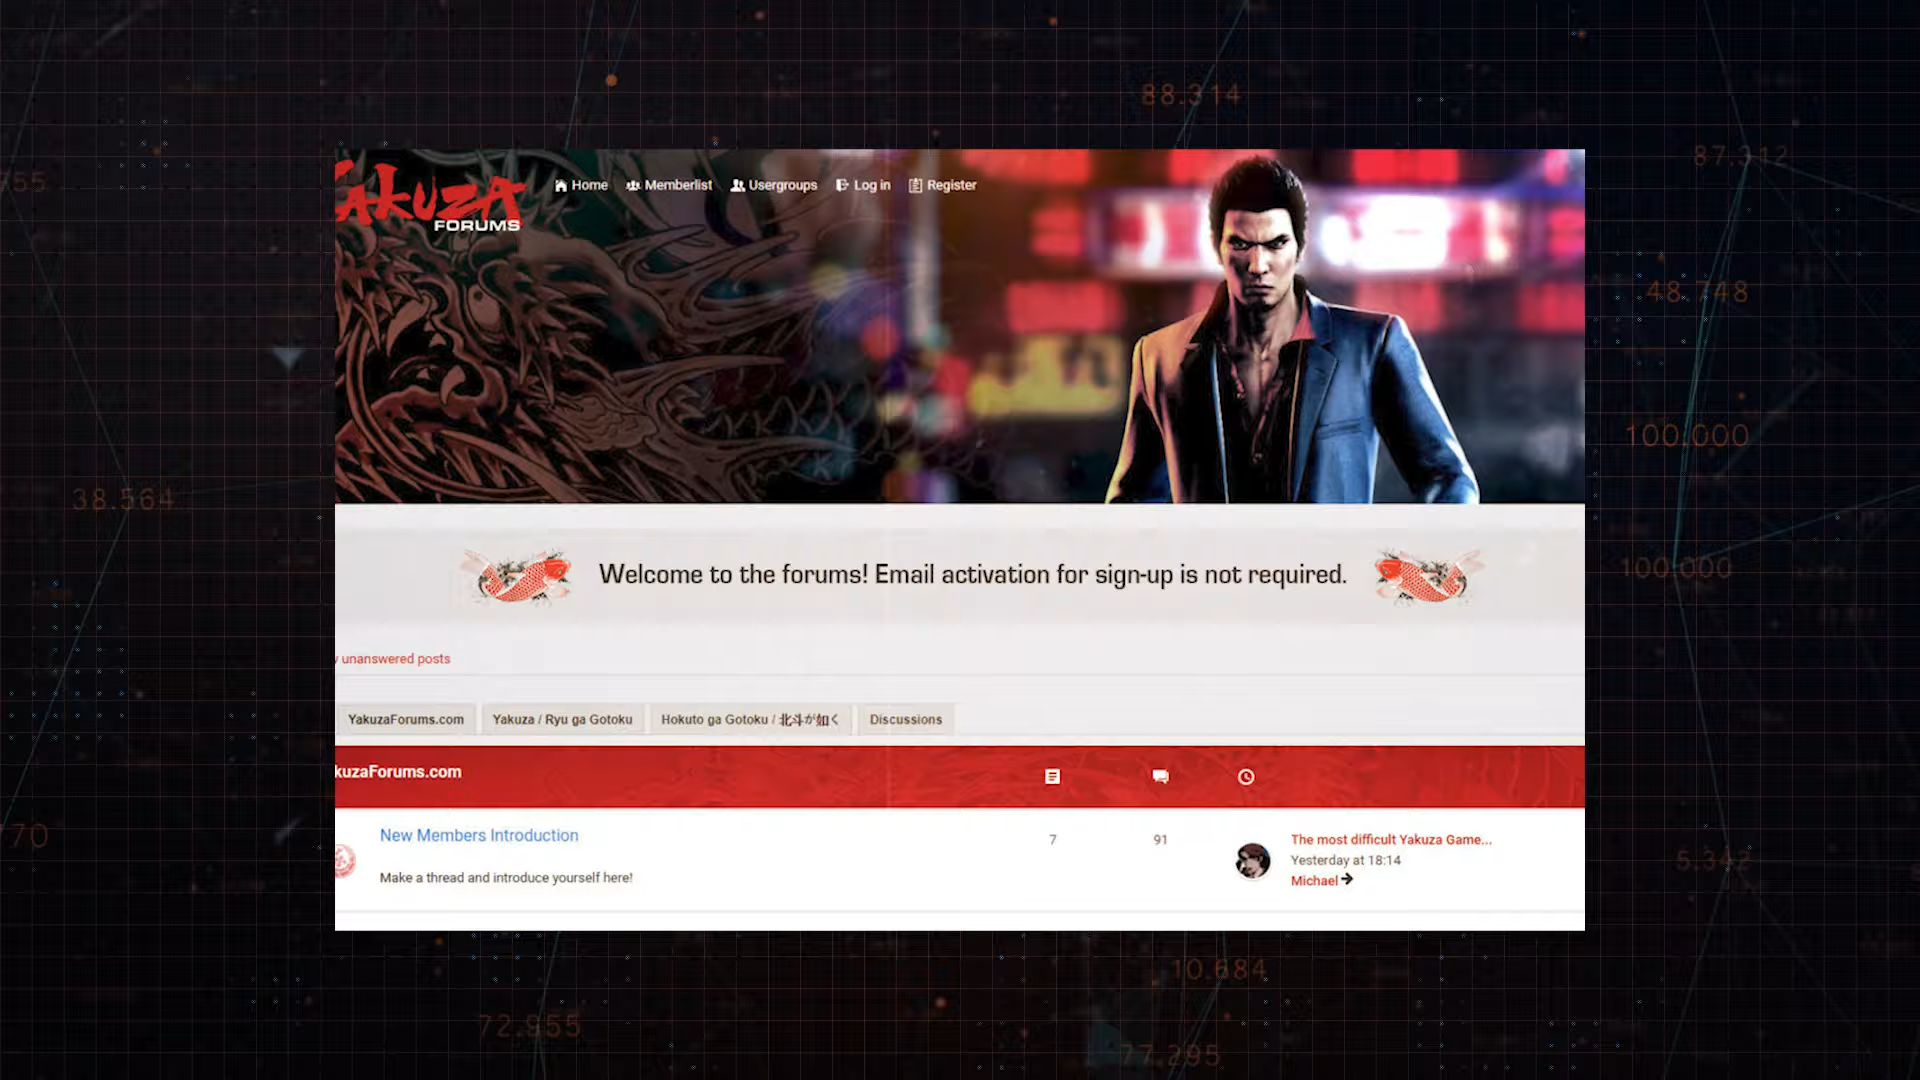 88.314
87.312
755
48.748
100.000
38.564
100.000
770
5.342
10.684
72.955
77.295
AKUZA
FORUMS
Home Memberlist Usergroups Log in Register
Welcome to the forums! Email activation for sign-up is not required.
unanswered posts
YakuzaForums.com Yakuza / Ryu ga Gotoku Hokuto ga Gotoku / 北斗が如く Discussions
kuzaForums.com
New Members Introduction 7 91 The most difficult Yakuza Game...
Yesterday at 18:14
Make a thread and introduce yourself here! Michael